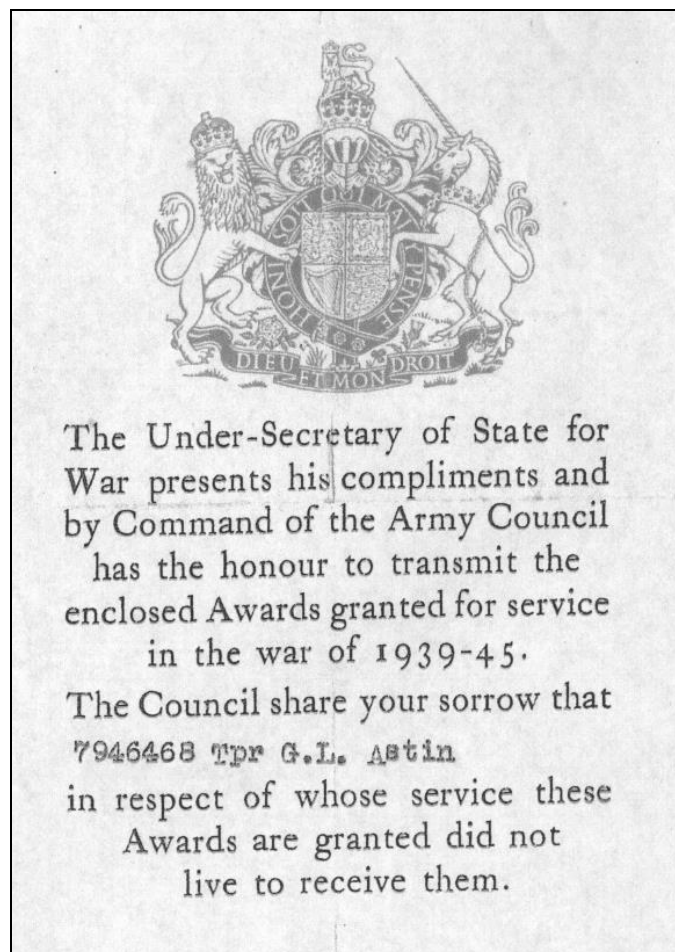 HONI SOIT QUI MAL Y PENSE
DIEU ET MON DROIT
The Under-Secretary of State for
War presents his compliments and
by Command of the Army Council
has the honour to transmit the
enclosed Awards granted for service
in the war of 1939-45.
The Council share your sorrow that
7946468 Tpr G.L. Astin
in respect of whose service these
Awards are granted did not
live to receive them.